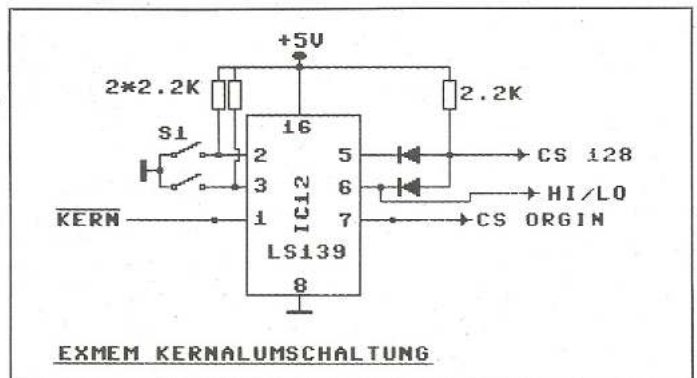 +5V
2*2.2K
2.2K
16
S1
2
5
CS 128
3
6
HI/LO
IC12
KERN
1
7
CS ORGIN
LS139
8
EXMEM KERNALUMSCHALTUNG